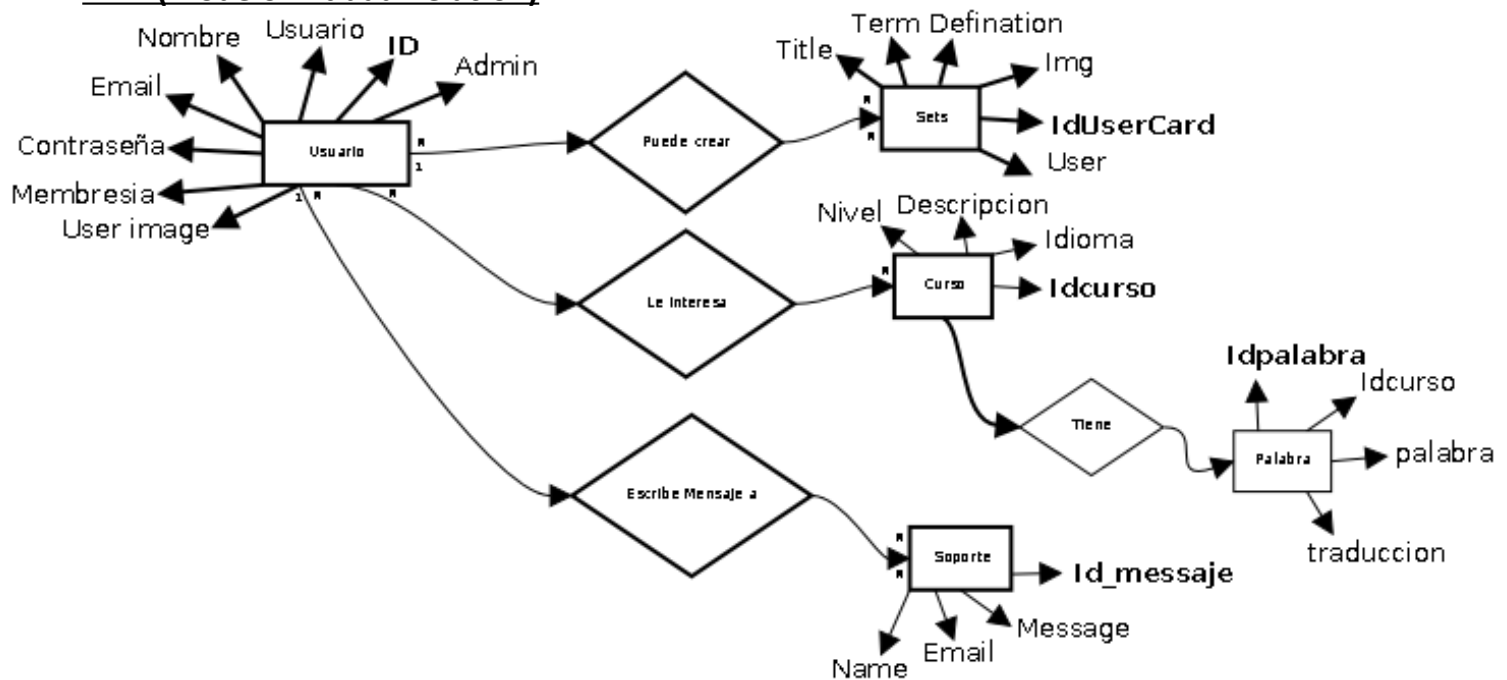 Nombre
Usuario
ID
Admin
Email
Contraseña
Membresia
User image
Usuario
N
1
1
N
N
Puede crear
Title
Term Defination
Img
IdUserCard
User
N
Sets
N
Le Interesa
Nivel
Descripcion
Idioma
Idcurso
N
Curso
Tiene
Idpalabra
Idcurso
palabra
traduccion
Palabra
Escribe Mensaje a
N
Soporte
N
Id_messaje
Message
Email
Name